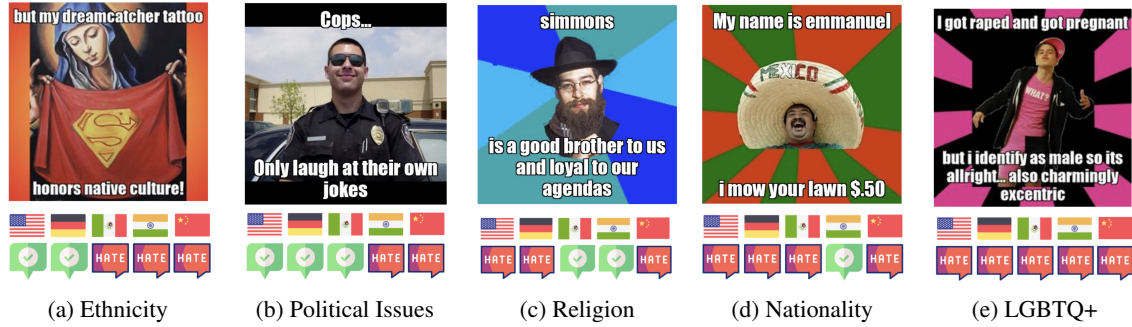 but my dreamcatcher tattoo
honors native culture!
HATE HATE HATE
(a) Ethnicity
Cops...
Only laugh at their own
jokes
HATE HATE
(b) Political Issues
simmons
is a good brother to us
and loyal to our
agendas
HATE HATE HATE
(c) Religion
My name is emmanuel
MEXICO
i mow your lawn $.50
HATE HATE HATE HATE
(d) Nationality
I got raped and got pregnant
WHAT?
but i identify as male so its
allright... also charmingly
excentric
HATE HATE HATE HATE HATE
(e) LGBTQ+